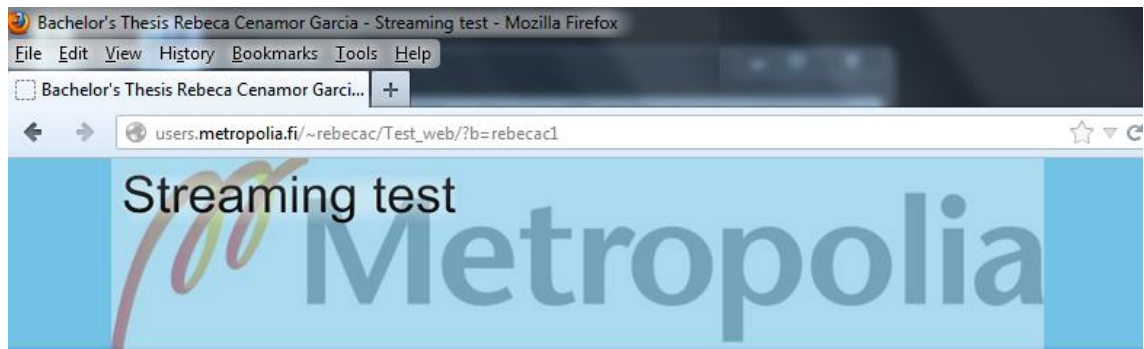 Bachelor's Thesis Rebeca Cenamor Garcia - Streaming test - Mozilla Firefox
File Edit View History Bookmarks Tools Help
Bachelor's Thesis Rebeca Cenamor Garci... +
users.metropolia.fi/~rebecac/Test_web/?b=rebecac1
Streaming test
Metropolia